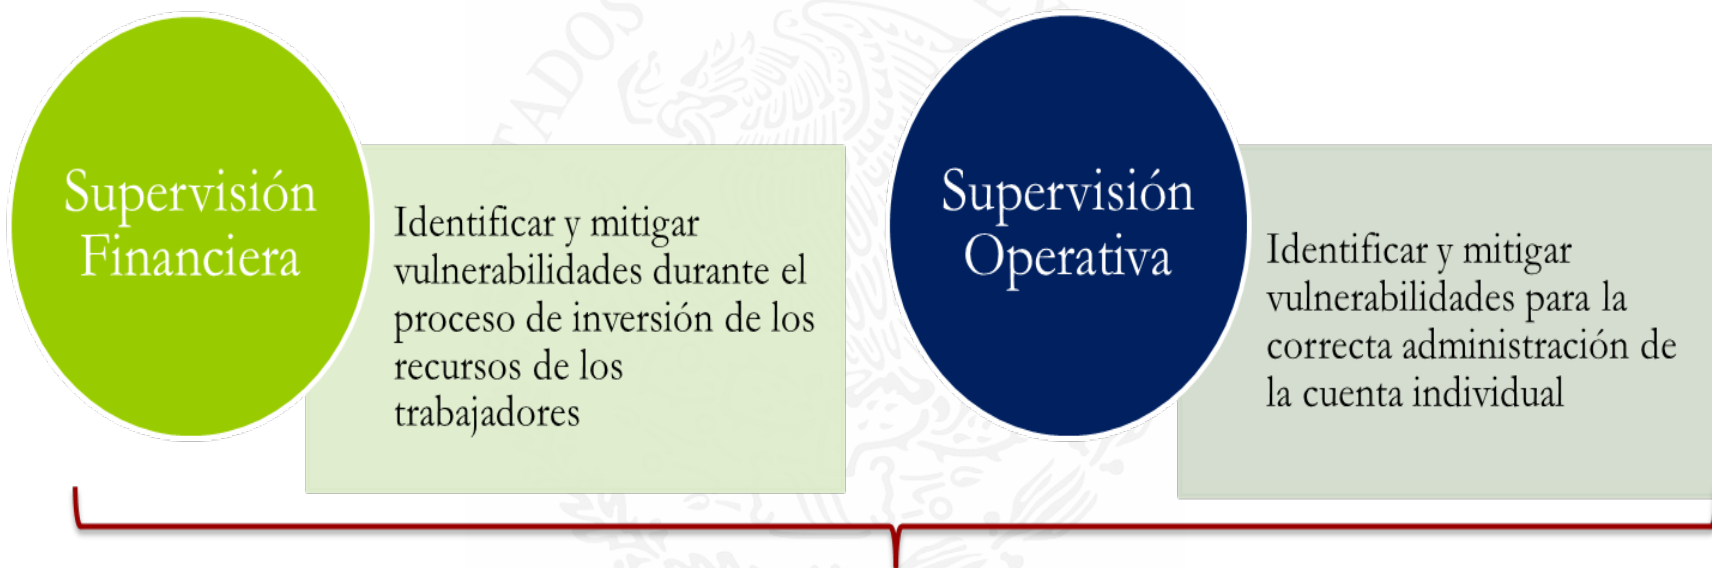 Supervisión
Financiera
Identificar y mitigar
vulnerabilidades durante el
proceso de inversión de los
recursos de los
trabajadores
Supervisión
Operativa
Identificar y mitigar
vulnerabilidades para la
correcta administración de
la cuenta individual